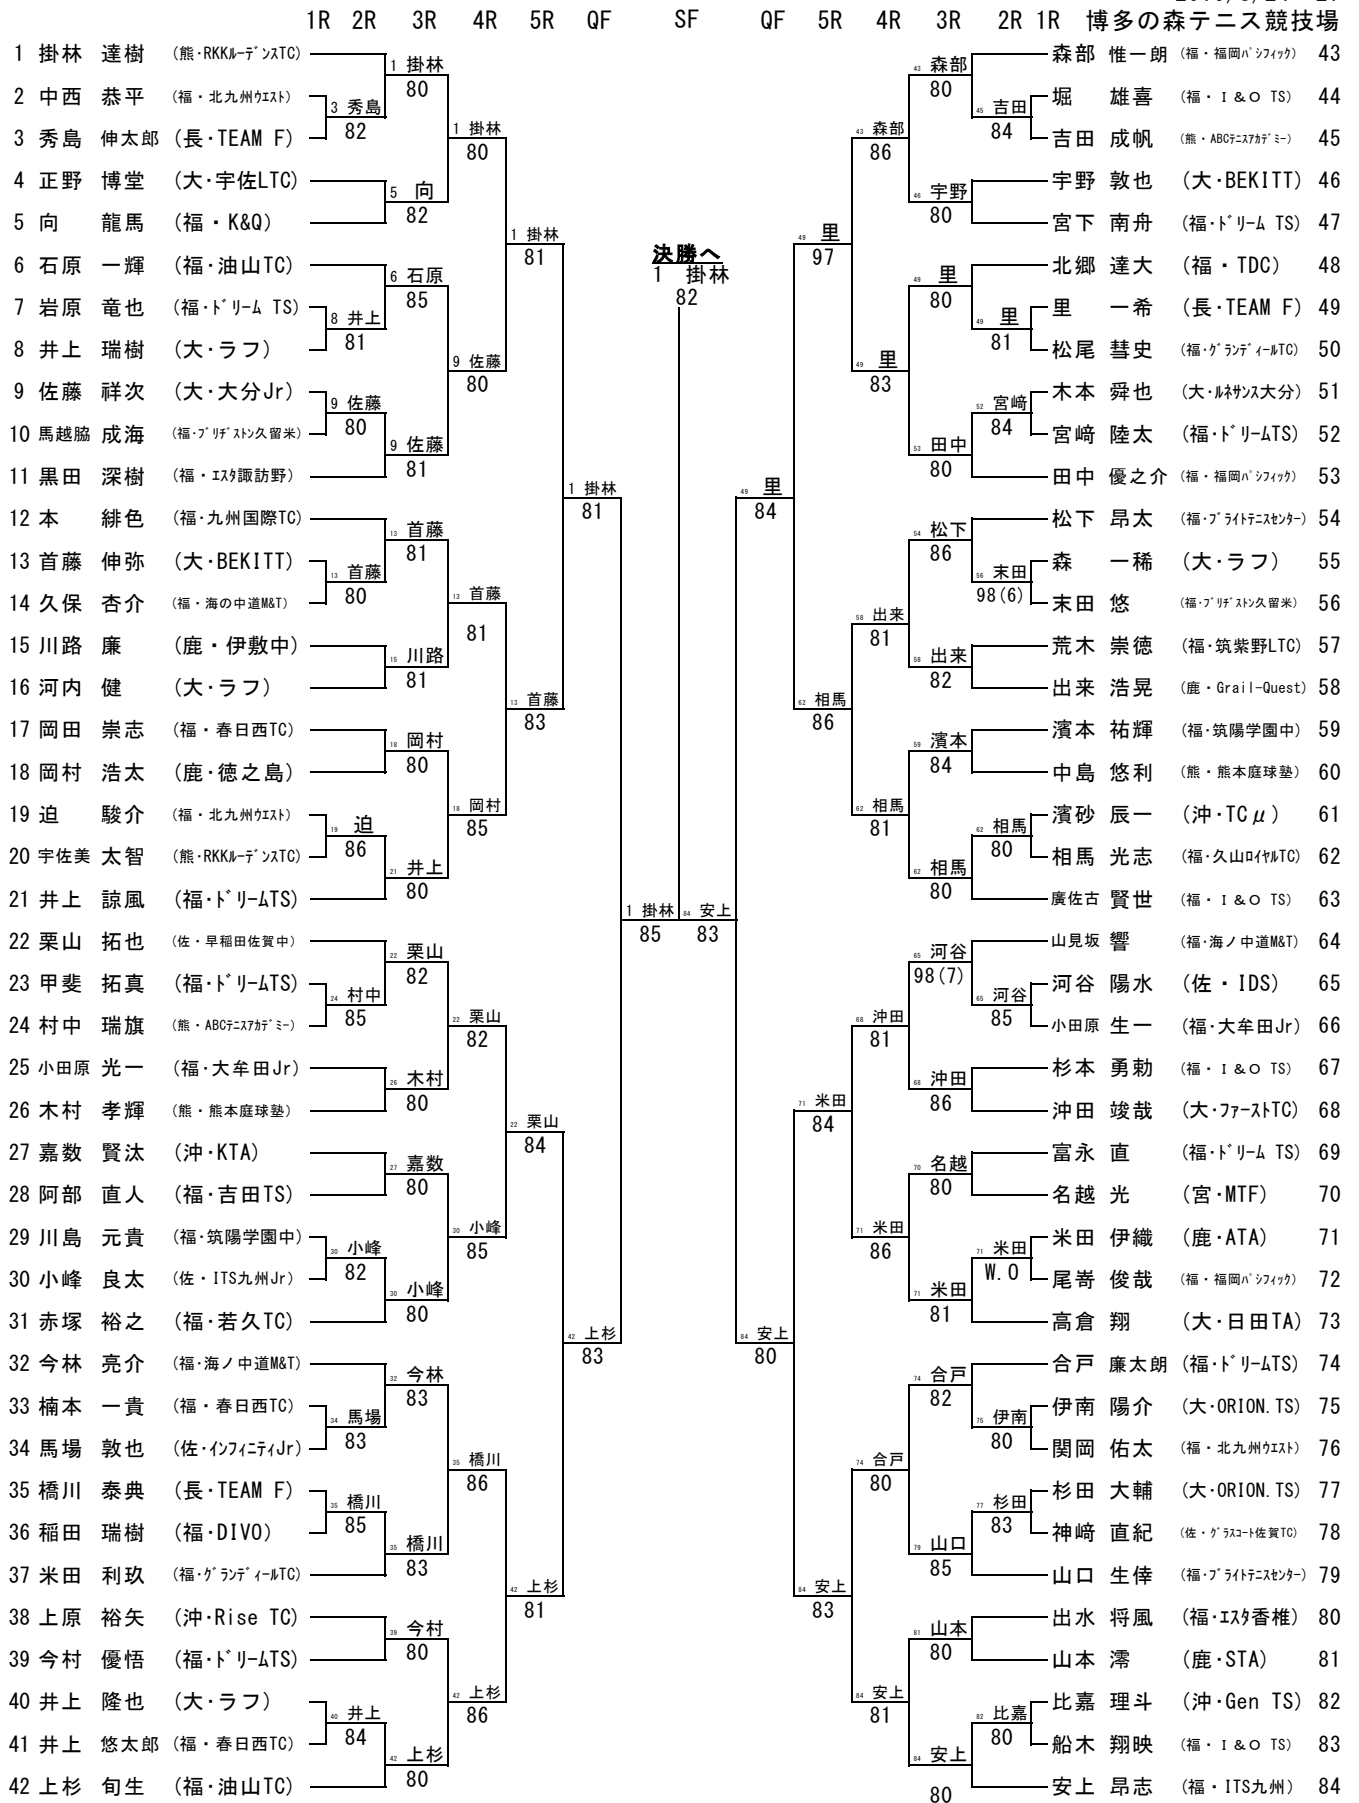 1R 2R 3R 4R 5R QF SF QF 5R 4R 3R 2R 1R 博多の森テニス競技場
1 掛林 達樹 (熊・RKKルーデンスTC)
2 中西 恭平 (福・北九州ウエスト)
3 秀島 伸太郎 (長・TEAM F)
4 正野 博堂 (大・宇佐LTC)
5 向 龍馬 (福・K&Q)
6 石原 一輝 (福・油山TC)
7 岩原 竜也 (福・ドリーム TS)
8 井上 瑞樹 (大・ラフ)
9 佐藤 祥次 (大・大分Jr)
10 馬越脇 成海 (福・ブリヂストン久留米)
11 黒田 深樹 (福・エスタ諏訪野)
12 本 緋色 (福・九州国際TC)
13 首藤 伸弥 (大・BEKITT)
14 久保 杏介 (福・海の中道M&T)
15 川路 廉 (鹿・伊敷中)
16 河内 健 (大・ラフ)
17 岡田 崇志 (福・春日西TC)
18 岡村 浩太 (鹿・徳之島)
19 迫 駿介 (福・北九州ウエスト)
20 宇佐美 太智 (熊・RKKルーデンスTC)
21 井上 諒風 (福・ドリームTS)
22 栗山 拓也 (佐・早稲田佐賀中)
23 甲斐 拓真 (福・ドリームTS)
24 村中 瑞旗 (熊・ABCテニスアカデミー)
25 小田原 光一 (福・大牟田Jr)
26 木村 孝輝 (熊・熊本庭球塾)
27 嘉数 賢汰 (沖・KTA)
28 阿部 直人 (福・吉田TS)
29 川島 元貴 (福・筑陽学園中)
30 小峰 良太 (佐・ITS九州Jr)
31 赤塚 裕之 (福・若久TC)
32 今林 亮介 (福・海ノ中道M&T)
33 楠本 一貴 (福・春日西TC)
34 馬場 敦也 (佐・インフィニティJr)
35 橋川 泰典 (長・TEAM F)
36 稲田 瑞樹 (福・DIVO)
37 米田 利玖 (福・グランディールTC)
38 上原 裕矢 (沖・Rise TC)
39 今村 優悟 (福・ドリームTS)
40 井上 隆也 (大・ラフ)
41 井上 悠太郎 (福・春日西TC)
42 上杉 旬生 (福・油山TC)
3 秀島
82
8 井上
81
9 佐藤
80
13 首藤
80
19 迫
86
24 村中
85
30 小峰
82
34 馬場
83
35 橋川
85
40 井上
84
1 掛林
80
5 向
82
6 石原
85
9 佐藤
81
13 首藤
81
15 川路
81
18 岡村
80
21 井上
80
22 栗山
82
26 木村
80
27 嘉数
80
30 小峰
80
32 今林
83
35 橋川
83
39 今村
80
42 上杉
80
1 掛林
80
9 佐藤
80
13 首藤
81
18 岡村
85
22 栗山
82
30 小峰
85
35 橋川
86
42 上杉
86
1 掛林
81
13 首藤
83
22 栗山
84
42 上杉
81
1 掛林
81
42 上杉
83
1 掛林
85
決勝へ
1 掛林
82
84 安上
83
49 里
84
84 安上
80
49 里
97
62 相馬
86
71 米田
84
84 安上
83
43 森部
86
49 里
83
58 出来
81
62 相馬
81
68 沖田
81
71 米田
86
74 合戸
80
84 安上
81
43 森部
80
46 宇野
80
49 里
80
53 田中
80
54 松下
86
58 出来
82
59 濱本
84
62 相馬
80
65 河谷
98(7)
68 沖田
86
70 名越
80
71 米田
81
74 合戸
82
79 山口
85
81 山本
80
84 安上
80
45 吉田
84
49 里
81
52 宮﨑
84
56 末田
98(6)
62 相馬
80
65 河谷
85
71 米田
W.O
75 伊南
80
77 杉田
83
82 比嘉
80
森部 惟一朗 (福・福岡パシフィック) 43
堀 雄喜 (福・I&O TS) 44
吉田 成帆 (熊・ABCテニスアカデミー) 45
宇野 敦也 (大・BEKITT) 46
宮下 南舟 (福・ドリーム TS) 47
北郷 達大 (福・TDC) 48
里 一希 (長・TEAM F) 49
松尾 彗史 (福・グランディールTC) 50
木本 舜也 (大・ルネサンス大分) 51
宮﨑 陸太 (福・ドリームTS) 52
田中 優之介 (福・福岡パシフィック) 53
松下 昂太 (福・ブライトテニスセンター) 54
森 一稀 (大・ラフ) 55
末田 悠 (福・ブリヂストン久留米) 56
荒木 崇徳 (福・筑紫野LTC) 57
出来 浩晃 (鹿・Grail-Quest) 58
濱本 祐輝 (福・筑陽学園中) 59
中島 悠利 (熊・熊本庭球塾) 60
濱砂 辰一 (沖・TCμ) 61
相馬 光志 (福・久山ロイヤルTC) 62
廣佐古 賢世 (福・I&O TS) 63
山見坂 響 (福・海ノ中道M&T) 64
河谷 陽水 (佐・IDS) 65
小田原 生一 (福・大牟田Jr) 66
杉本 勇勅 (福・I&O TS) 67
沖田 竣哉 (大・ファーストTC) 68
富永 直 (福・ドリーム TS) 69
名越 光 (宮・MTF) 70
米田 伊織 (鹿・ATA) 71
尾嵜 俊哉 (福・福岡パシフィック) 72
高倉 翔 (大・日田TA) 73
合戸 廉太朗 (福・ドリームTS) 74
伊南 陽介 (大・ORION.TS) 75
関岡 佑太 (福・北九州ウエスト) 76
杉田 大輔 (大・ORION.TS) 77
神﨑 直紀 (佐・グラスコート佐賀TC) 78
山口 生倖 (福・ブライトテニスセンター) 79
出水 将風 (福・エスタ香椎) 80
山本 澪 (鹿・STA) 81
比嘉 理斗 (沖・Gen TS) 82
船木 翔映 (福・I&O TS) 83
安上 昂志 (福・ITS九州) 84